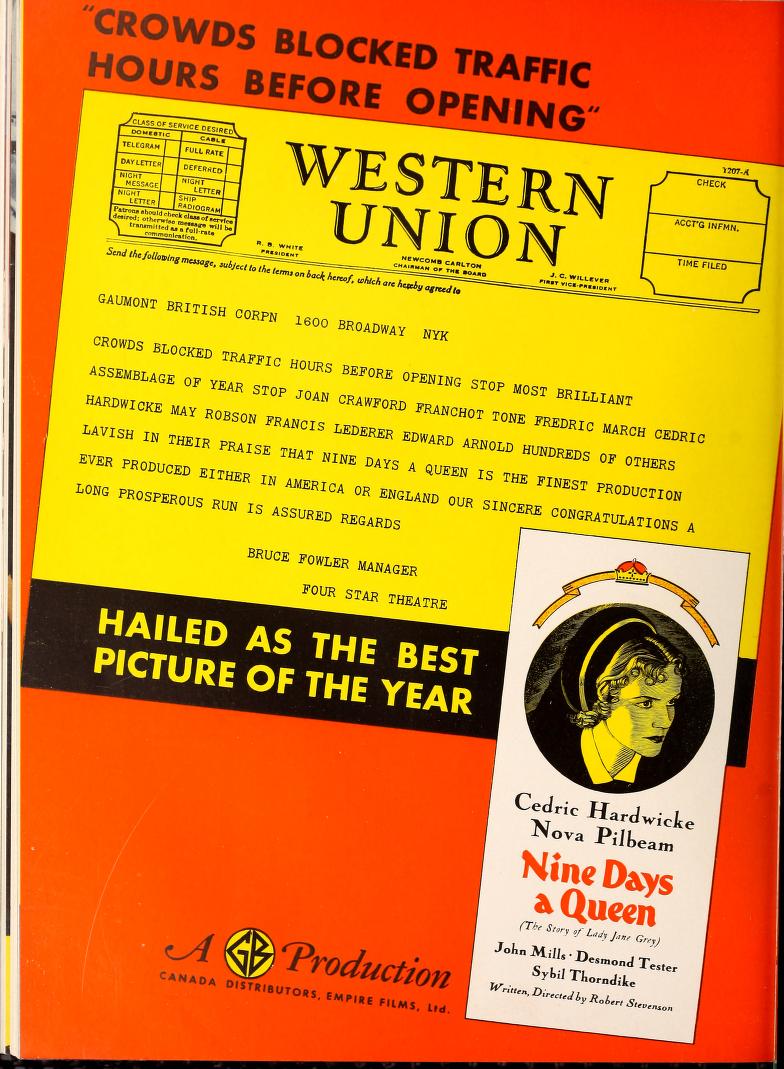 "CROWDS BLOCKED TRAFFIC
HOURS BEFORE OPENING"
CLASS OF SERVICE DESIRED
DOMESTIC
CABLE
TELEGRAM
FULL RATE
DAY LETTER
DEFERRED
NIGHT
MESSAGE
NIGHT
LETTER
NIGHT
LETTER
SHIP
RADIOGRAM
Patrons should check class of service
desired; otherwise message will be
transmitted as a full-rate
communication.
WESTERN
UNION
1207-A
CHECK
ACCT'G INFMN.
TIME FILED
R. B. WHITE
PRESIDENT
NEWCOMB CARLTON
CHAIRMAN OF THE BOARD
J. C. WILLEVER
FIRST VICE-PRESIDENT
Send the following message, subject to the terms on back hereof, which are hereby agreed to
GAUMONT BRITISH CORPN 1600 BROADWAY NYK
CROWDS BLOCKED TRAFFIC HOURS BEFORE OPENING STOP MOST BRILLIANT
ASSEMBLAGE OF YEAR STOP JOAN CRAWFORD FRANCHOT TONE FREDRIC MARCH CEDRIC
HARDWICKE MAY ROBSON FRANCIS LEDERER EDWARD ARNOLD HUNDREDS OF OTHERS
LAVISH IN THEIR PRAISE THAT NINE DAYS A QUEEN IS THE FINEST PRODUCTION
EVER PRODUCED EITHER IN AMERICA OR ENGLAND OUR SINCERE CONGRATULATIONS A
LONG PROSPEROUS RUN IS ASSURED REGARDS
BRUCE FOWLER MANAGER
FOUR STAR THEATRE
HAILED AS THE BEST
PICTURE OF THE YEAR
Cedric Hardwicke
Nova Pilbeam
Nine Days
a Queen
(The Story of Lady Jane Grey)
John Mills · Desmond Tester
Sybil Thorndike
Written, Directed by Robert Stevenson
A GB Production
CANADA DISTRIBUTORS, EMPIRE FILMS, Ltd.